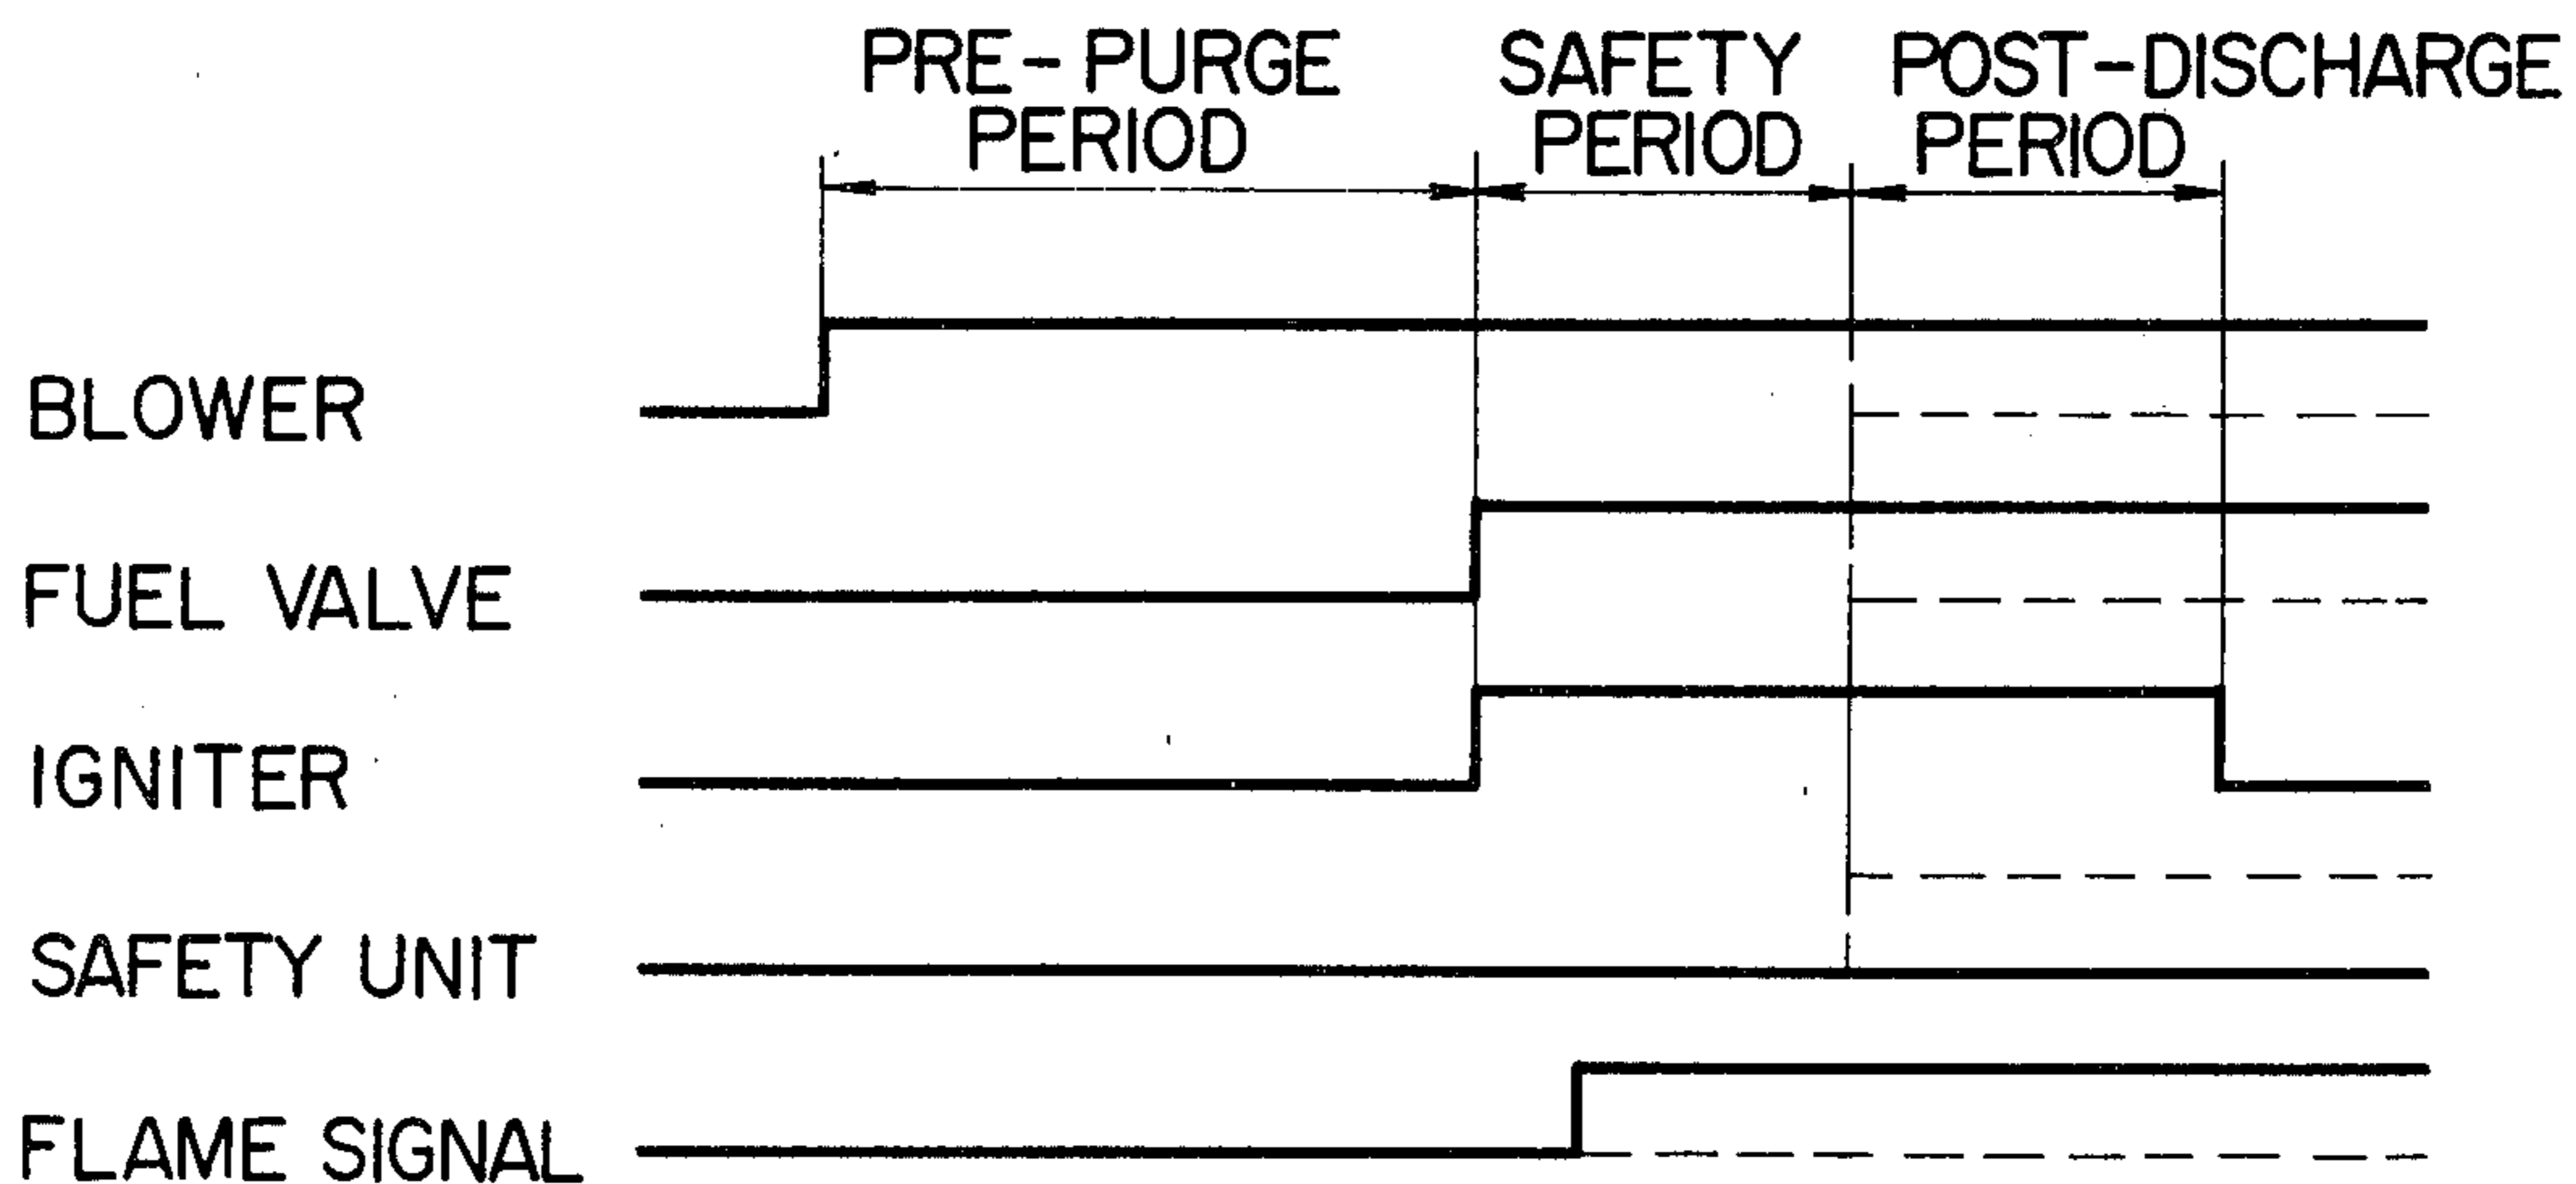 PRE-PURGE
PERIOD
SAFETY
PERIOD
POST-DISCHARGE
PERIOD
BLOWER
FUEL VALVE
IGNITER
SAFETY UNIT
FLAME SIGNAL